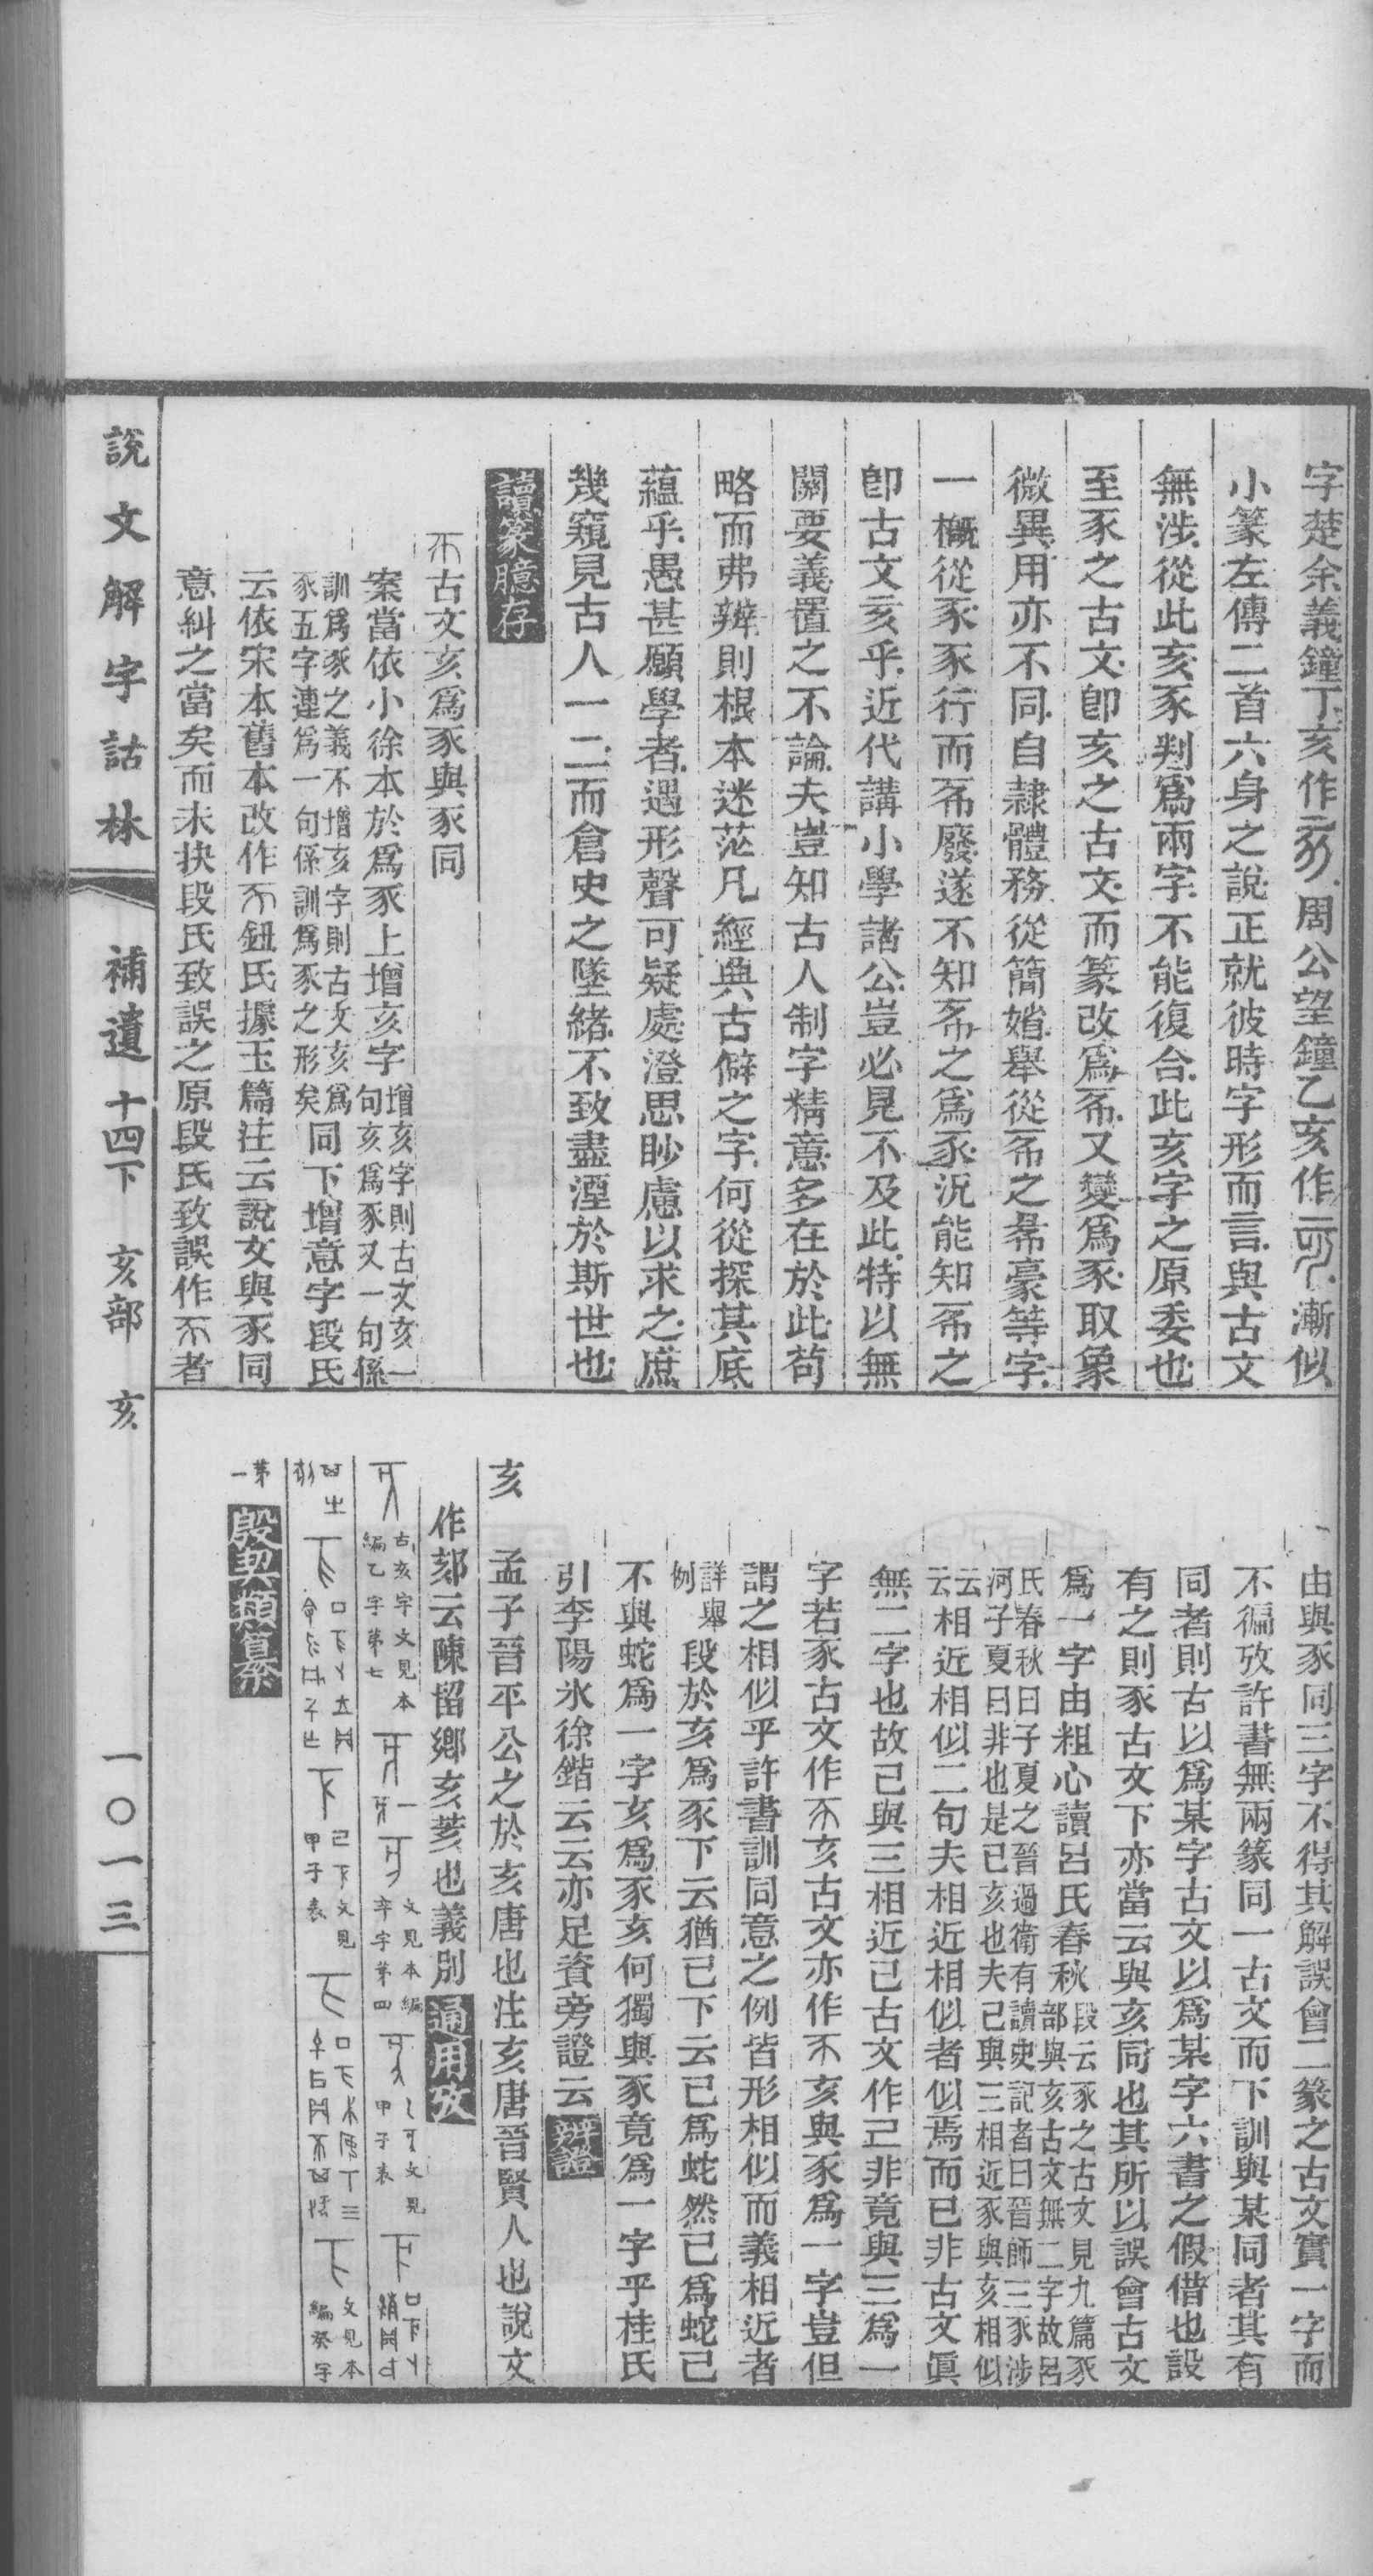 字楚余義鐘丁亥作周公望鐘乙亥作漸似
小篆左傳二首六身之說正就彼時字形而言與古文
無涉從此亥豕判爲兩字不能復合此亥字之原委也
至豕之古文卽亥之古文而篆改爲又變爲豕取象
微異用亦不同自隸體務從簡媘舉從之豪等字
一槪從豕豕行而廢遂不知之爲豕況能知之
卽古文亥乎近代講小學諸公豈必見不及此特以無
關要義置之不論夫豈知古人制字精意多在於此苟
略而弗辨則根本迷茫凡經典古僻之字何從探其底
蘊乎愚甚願學者遇形聲可疑處澄思眇慮以求之庶
幾窺見古人一二而倉史之墜緒不致盡湮於斯世也
讀篆臆存
古文亥爲豕與豕同
案當依小徐本於爲豕上增亥字增亥字則古文亥一句亥爲豕又一句係
訓爲豕之義不增亥字則古文亥爲豕五字連爲一句係訓爲豕之形矣同下增意字段氏
云依宋本舊本改作鈕氏據玉篇注云說文與豕同
意糾之當矣而未抉段氏致誤之原段氏致誤作者
由與豕同三字不得其解誤會二篆之古文實一字而
不徧攷許書無兩篆同一古文而下訓與某同者其有
同者則古以爲某字古文以爲某字六書之假借也設
有之則豕古文下亦當云與亥同也其所以誤會古文
爲一字由粗心讀呂氏春秋段云豕之古文見九篇豕部與亥古文無二字故呂
氏春秋曰子夏之晉過衛有讀史記者曰晉師三豕涉河子夏曰非也是己亥也夫己與三相近豕與亥相似
云云相近相似二句夫相近相似者似焉而已非古文眞
無二字也故己與三相近己古文作己非竟與三爲一
字若豕古文作亥古文亦作亥與豕爲一字豈但
謂之相似乎許書訓同意之例皆形相似而義相近者
詳舉例段於亥爲豕下云猶巳下云巳爲蛇然巳爲蛇巳
不與蛇爲一字亥爲豕亥何獨與豕竟爲一字乎桂氏
引李陽冰徐鍇云云亦足資旁證云辨證
亥　孟子晉平公之於亥唐也注亥唐晉賢人也說文
作郂云陳留鄉亥荄也義別通用攷
古亥字文見本編乙字第七　一　文見本編辛字第四　文見甲子表
己下文見甲子表　文見本編癸字
第一
殷契類纂
說文解字詁林　補遺　十四下　亥部　亥　一〇一三